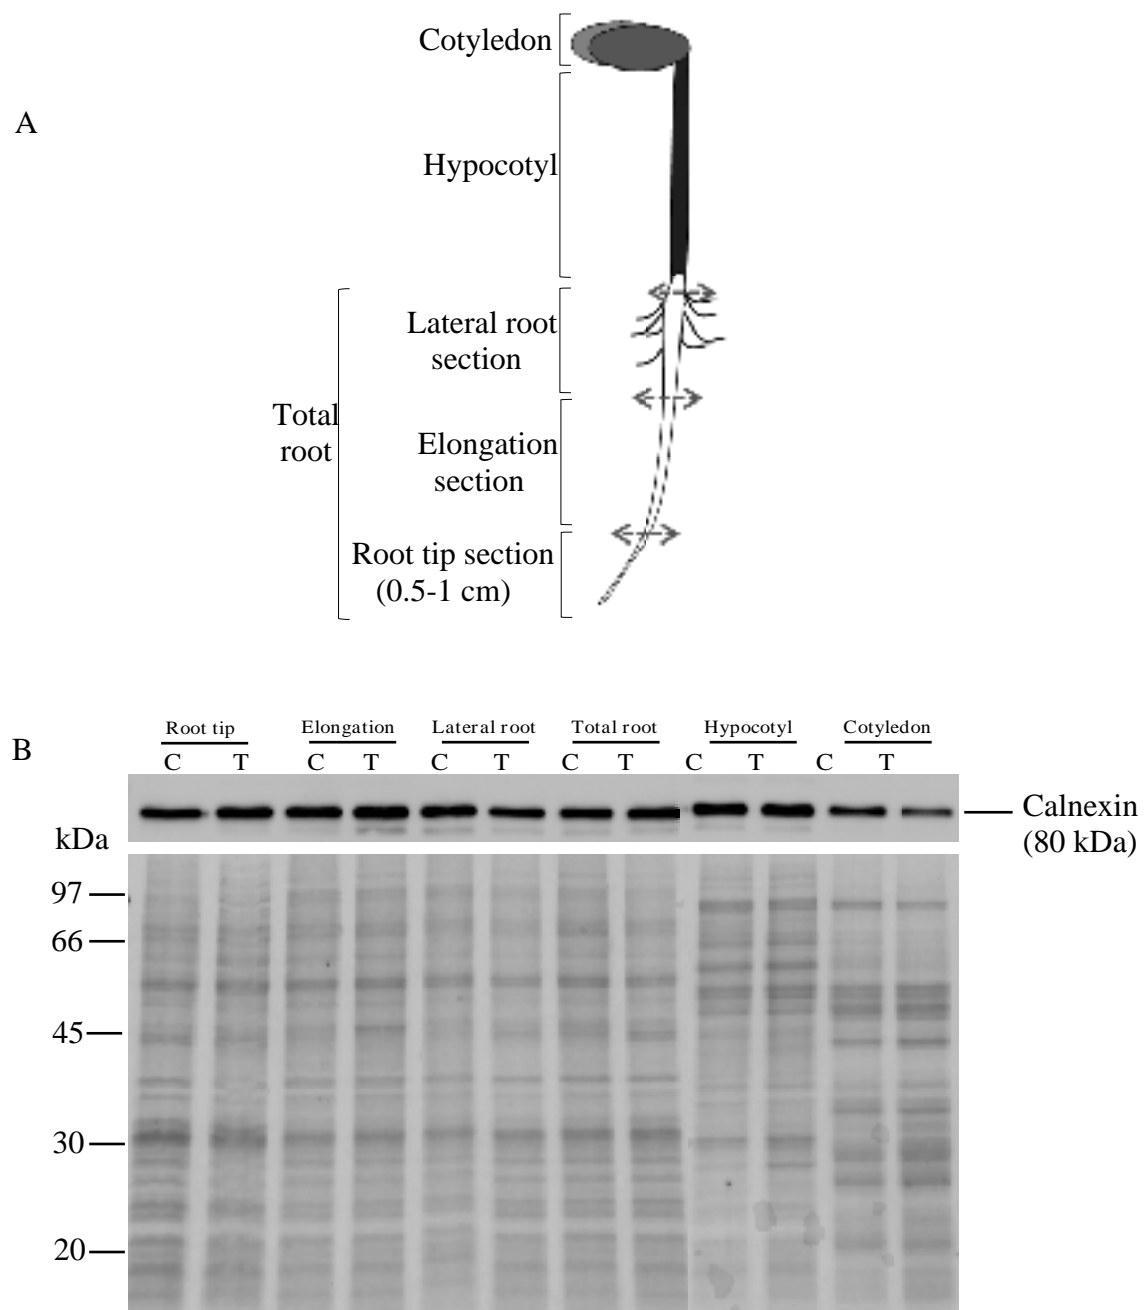 A
Cotyledon
Hypocotyl
Lateral root
section
Total
root
Elongation
section
Root tip section
(0.5-1 cm)
B
Root tip Elongation Lateral root Total root Hypocotyl Cotyledon
C T C T C T C T C T C T
Calnexin
(80 kDa)
kDa
97
66
45
30
20